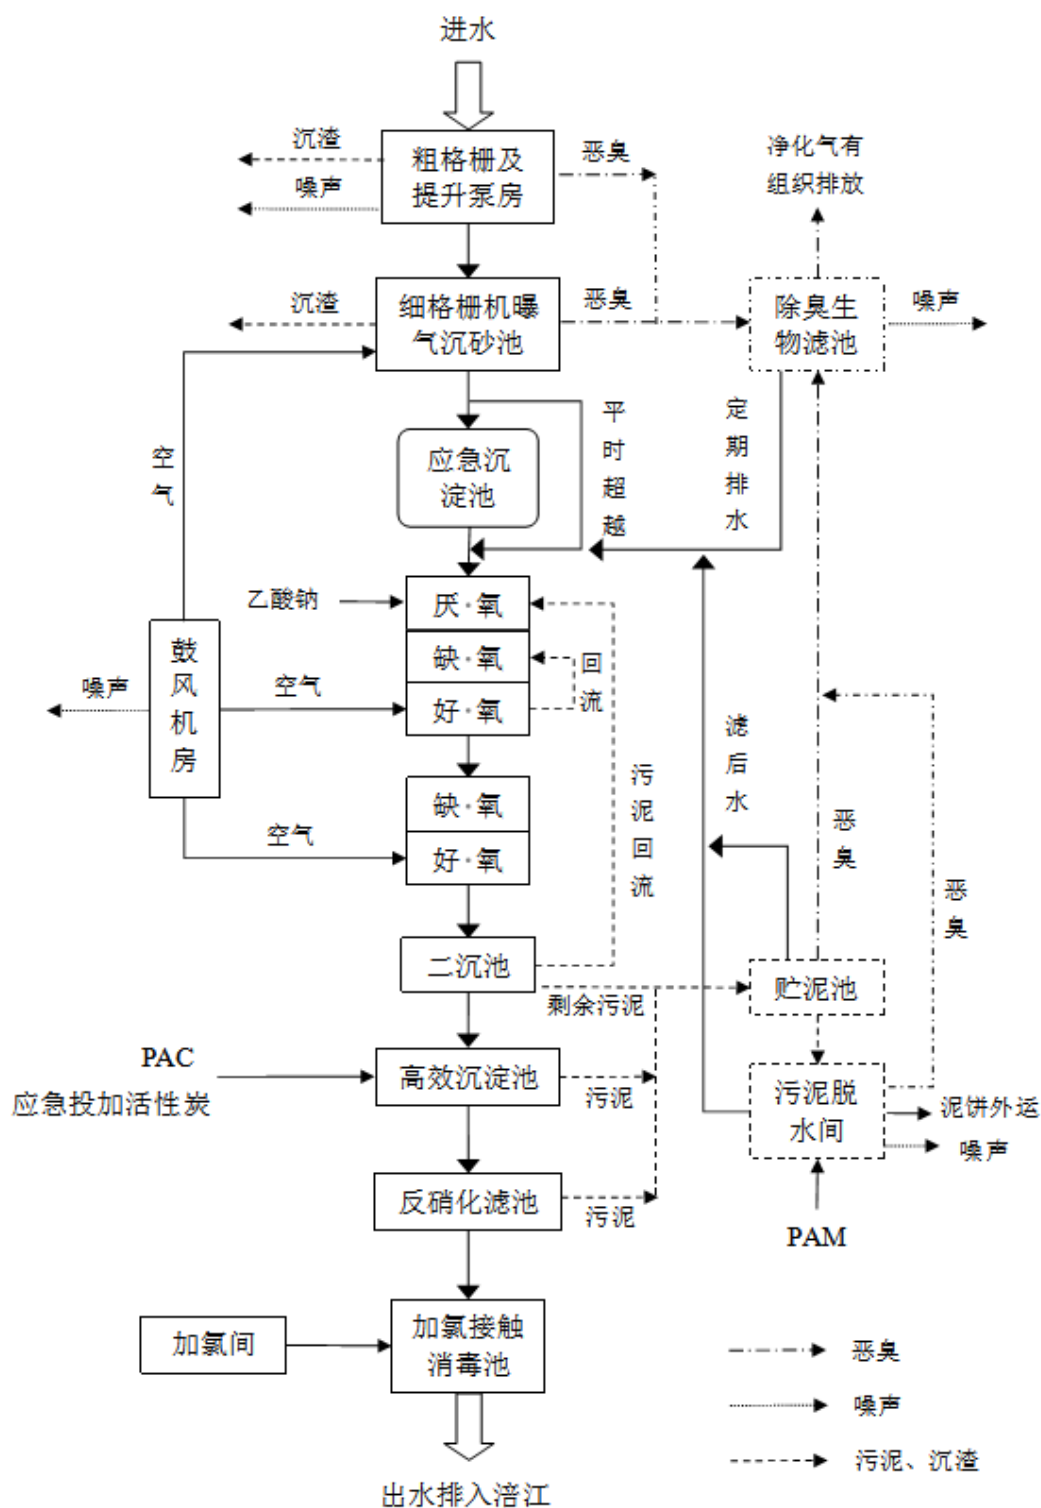 进水
沉渣
噪声
粗格栅及
提升泵房
恶臭
净化气有
组织排放
沉渣
细格栅机曝
气沉砂池
恶臭
除臭生
物滤池
噪声
空气
应急沉
淀池
平时超越
定期排水
乙酸钠
厌·氧
缺·氧
好·氧
回流
鼓风机房
噪声
空气
滤后水
缺·氧
好·氧
空气
污泥回流
恶臭
恶臭
二沉池
剩余污泥
贮泥池
PAC
应急投加活性炭
高效沉淀池
污泥
污泥脱
水间
泥饼外运
噪声
反硝化滤池
污泥
PAM
加氯间
加氯接触
消毒池
恶臭
噪声
污泥、沉渣
出水排入涪江